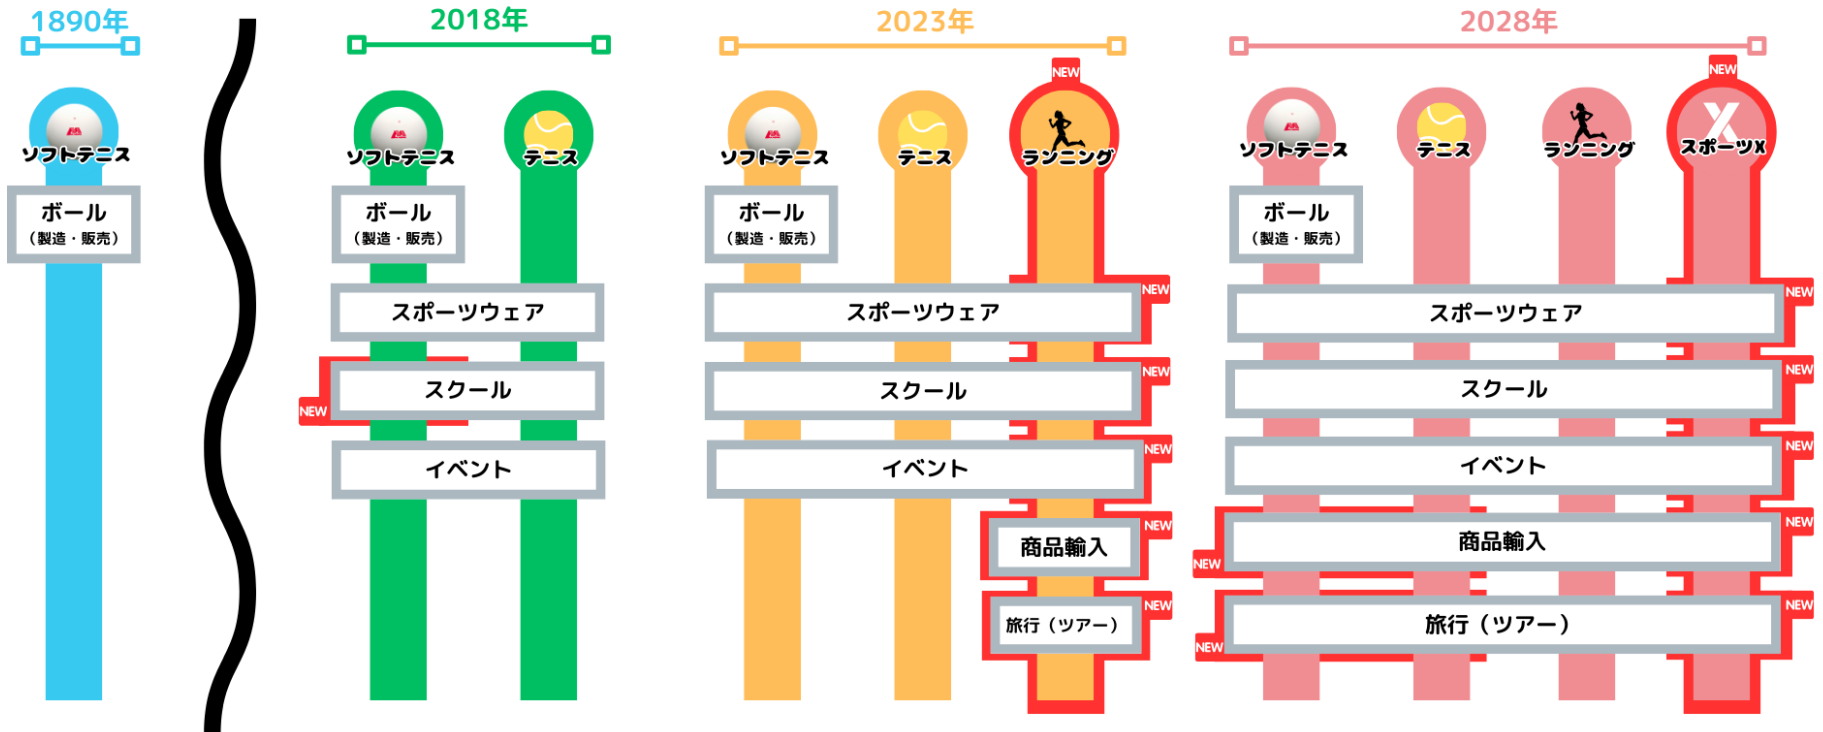 1890年
ソフトテニス
ボール
（製造・販売）
2018年
ソフトテニス
テニス
ボール
（製造・販売）
スポーツウェア
スクール
NEW
イベント
2023年
NEW
ソフトテニス
テニス
ランニング
ボール
（製造・販売）
NEW
スポーツウェア
NEW
スクール
NEW
イベント
NEW
商品輸入
NEW
旅行（ツアー）
2028年
NEW
ソフトテニス
テニス
ランニング
X
スポーツX
ボール
（製造・販売）
NEW
スポーツウェア
NEW
スクール
NEW
イベント
NEW
商品輸入
NEW
NEW
旅行（ツアー）
NEW